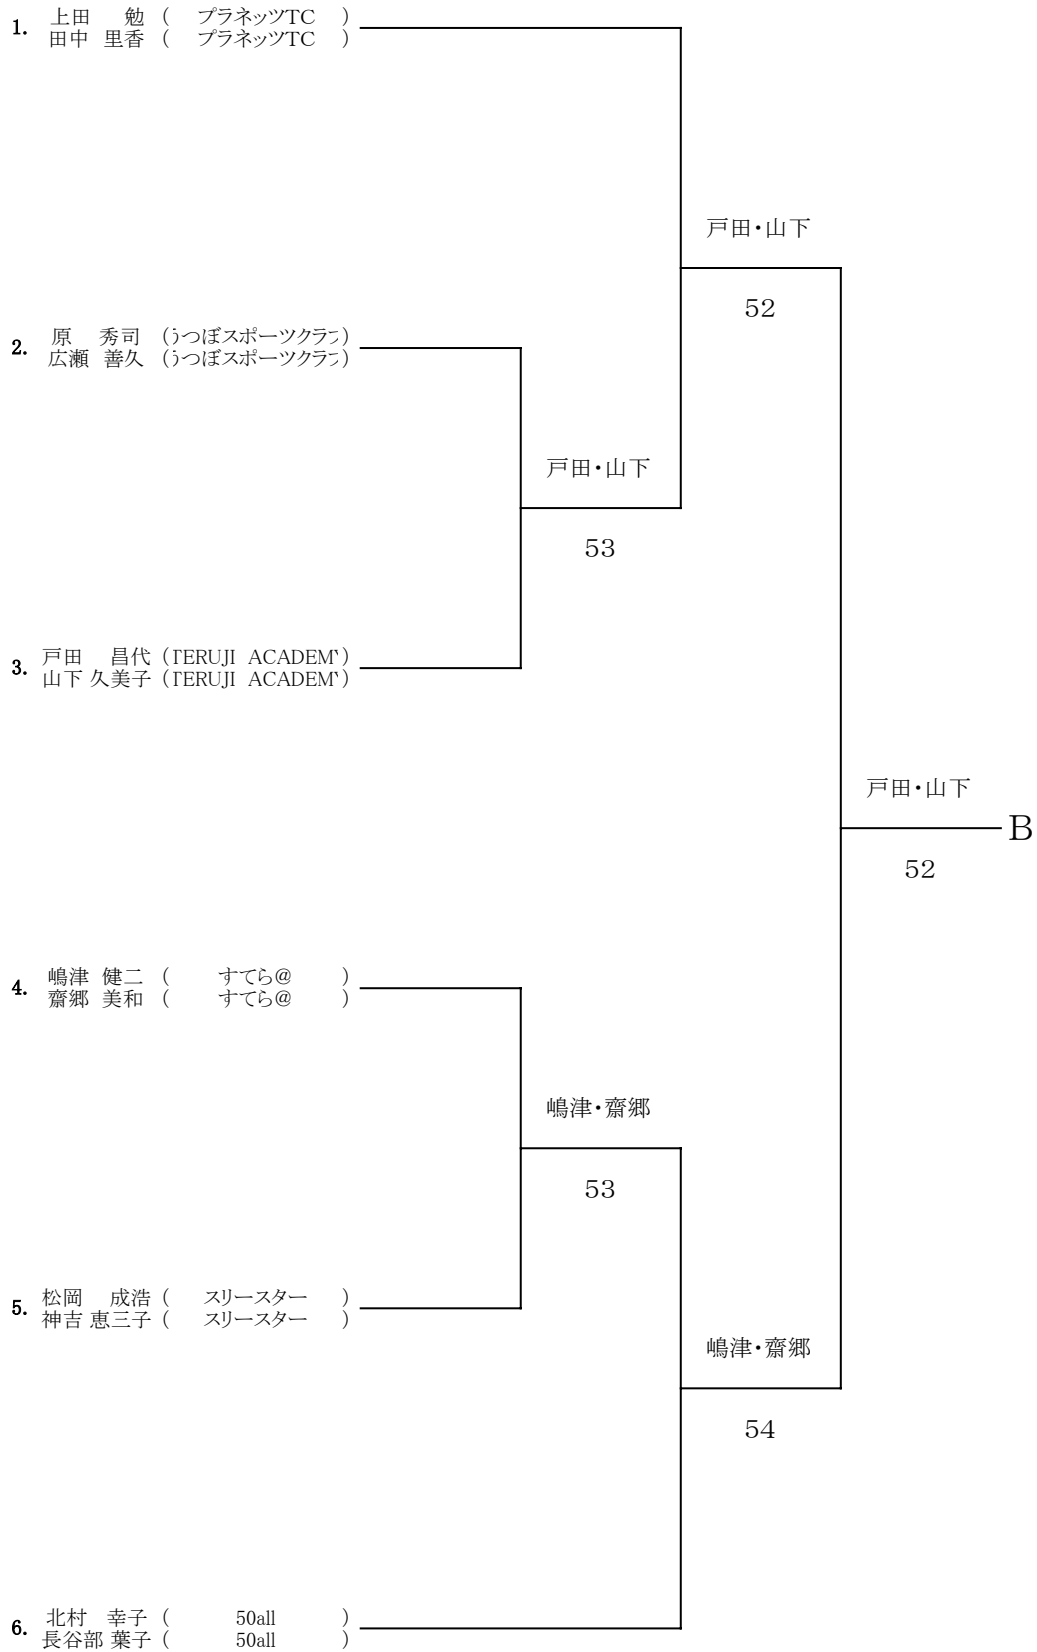 1. 上田 勉 ( プラネッツTC )
田中 里香 ( プラネッツTC )
戸田・山下
52
2. 原 秀司 (うつぼスポーツクラブ)
広瀬 善久 (うつぼスポーツクラブ)
戸田・山下
53
3. 戸田 昌代 (TERUJI ACADEMY)
山下 久美子 (TERUJI ACADEMY)
戸田・山下
B
52
4. 嶋津 健二 ( すてら@ )
齋郷 美和 ( すてら@ )
嶋津・齋郷
53
5. 松岡 成浩 ( スリースター )
神吉 恵三子 ( スリースター )
嶋津・齋郷
54
6. 北村 幸子 ( 50all )
長谷部 葉子 ( 50all )